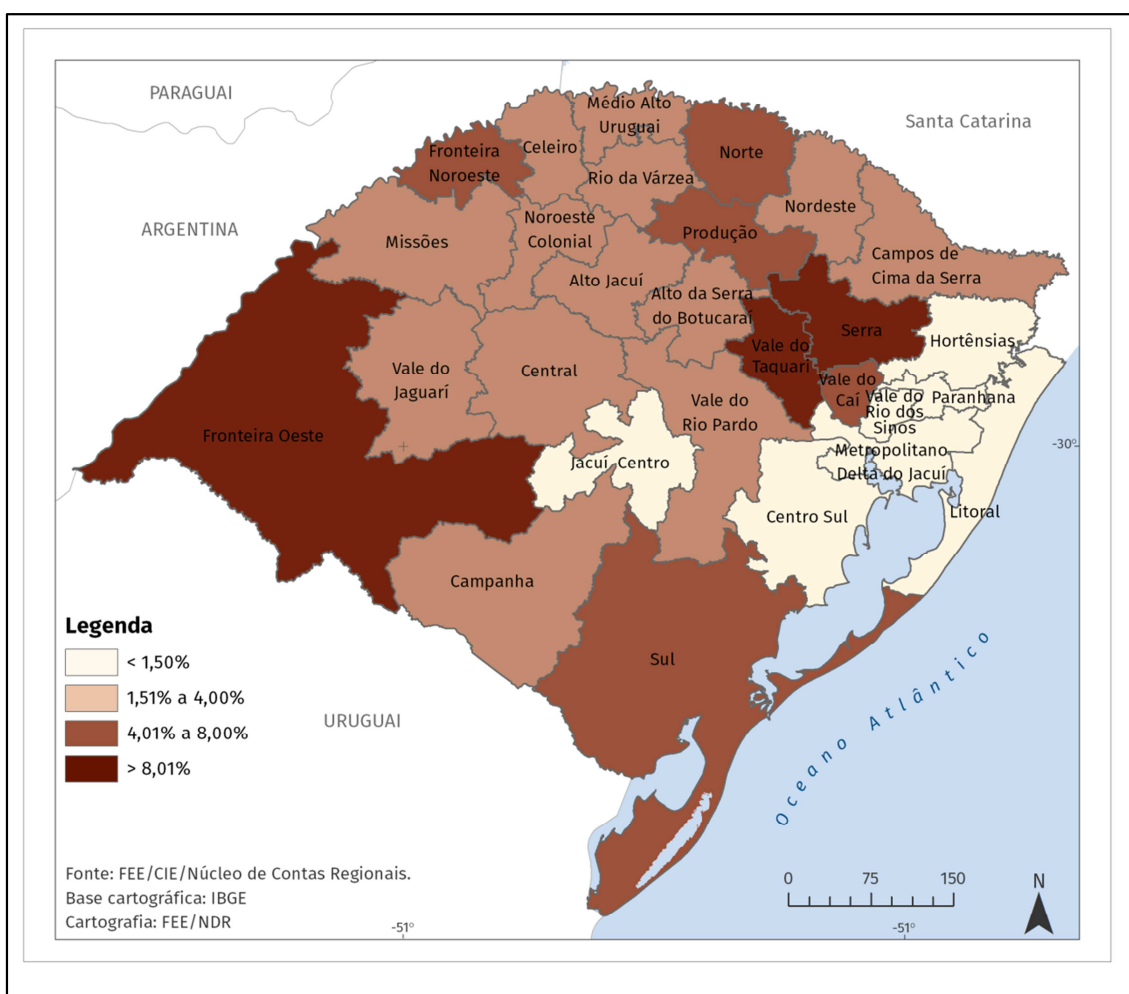 PARAGUAI
Santa Catarina
ARGENTINA
Médio Alto
Uruguai
Celeiro
Fronteira
Noroeste
Norte
Rio da Várzea
Nordeste
Noroeste
Colonial
Missões
Produção
Campos de
Cima da Serra
Alto Jacuí
Alto da Serra
do Botucaraí
Serra
Hortênsias
Vale do
Taquari
Vale do
Jaguarí
Central
Vale do
Caí
Vale do
Rio dos
Sinos
Paranhana
Vale do
Rio Pardo
Fronteira Oeste
-30º
Metropolitano
Delta do Jacuí
Jacuí Centro
Centro Sul
Litoral
Campanha
Sul
URUGUAI
Oceano Atlântico
Legenda
< 1,50%
1,51% a 4,00%
4,01% a 8,00%
> 8,01%
Fonte: FEE/CIE/Núcleo de Contas Regionais.
Base cartográfica: IBGE
Cartografia: FEE/NDR
0 75 150
N
-51º
-51º